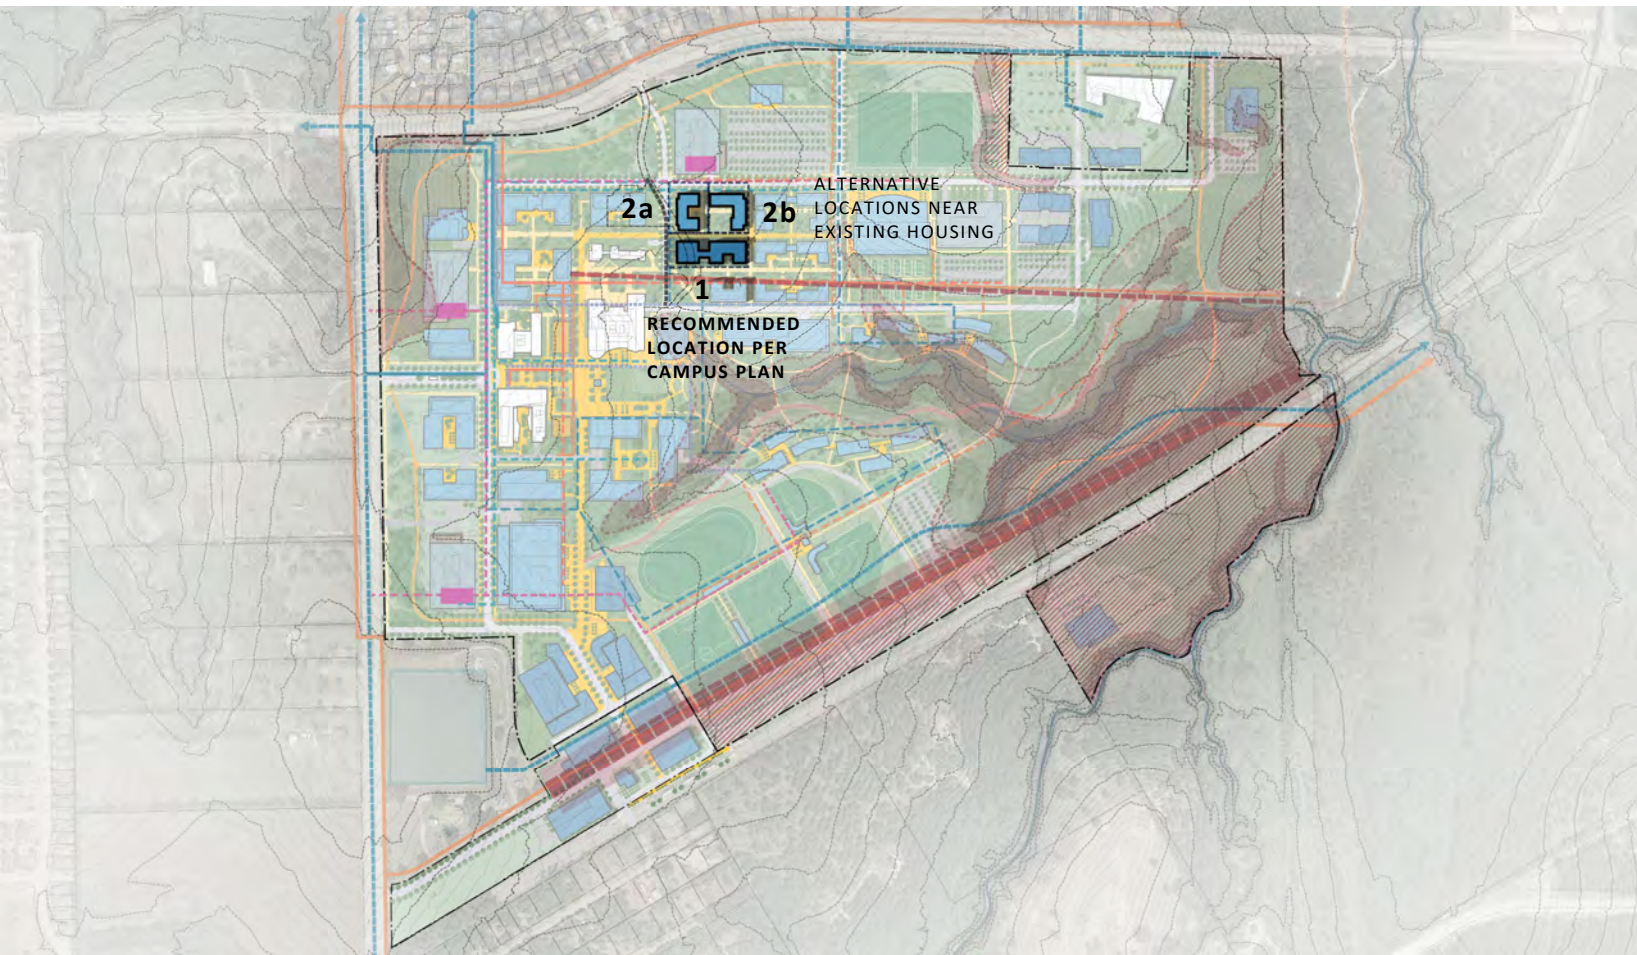 2a
2b
ALTERNATIVE
LOCATIONS NEAR
EXISTING HOUSING
1
RECOMMENDED
LOCATION PER
CAMPUS PLAN